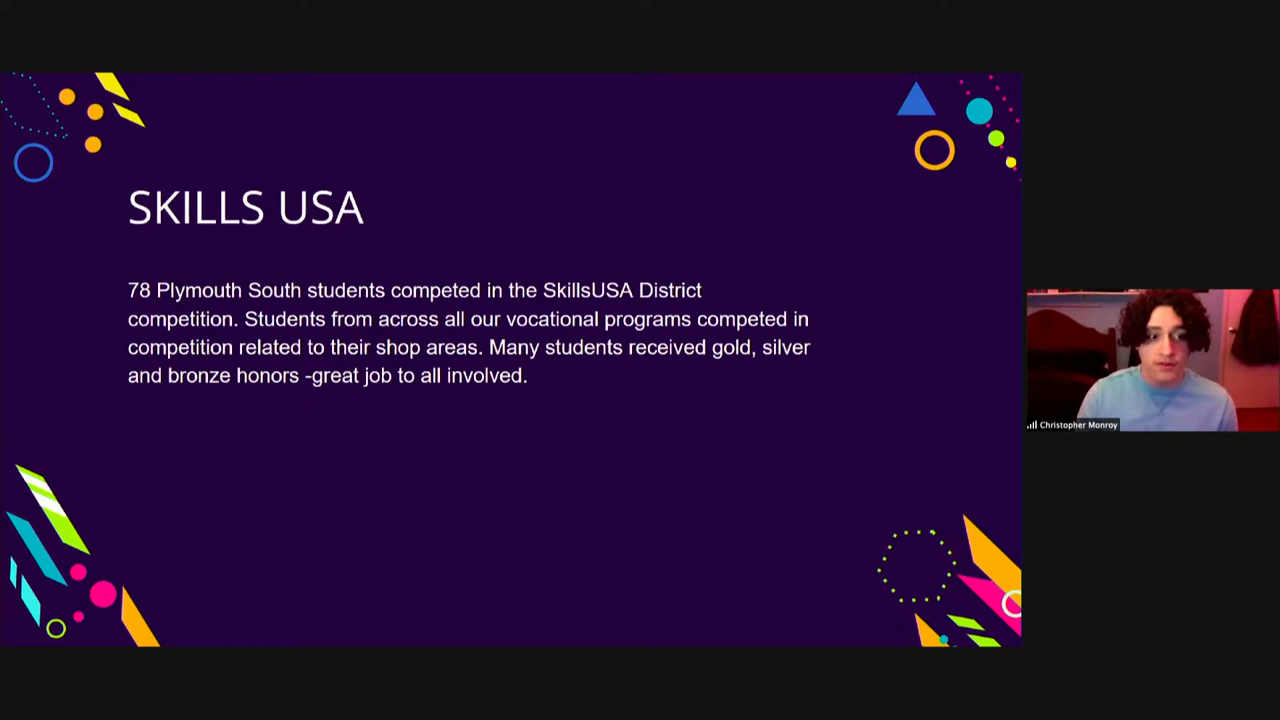 SKILLS USA
78 Plymouth South students competed in the SkillsUSA District
competition. Students from across all our vocational programs competed in
competition related to their shop areas. Many students received gold, silver
and bronze honors -great job to all involved.
Christopher Monroy